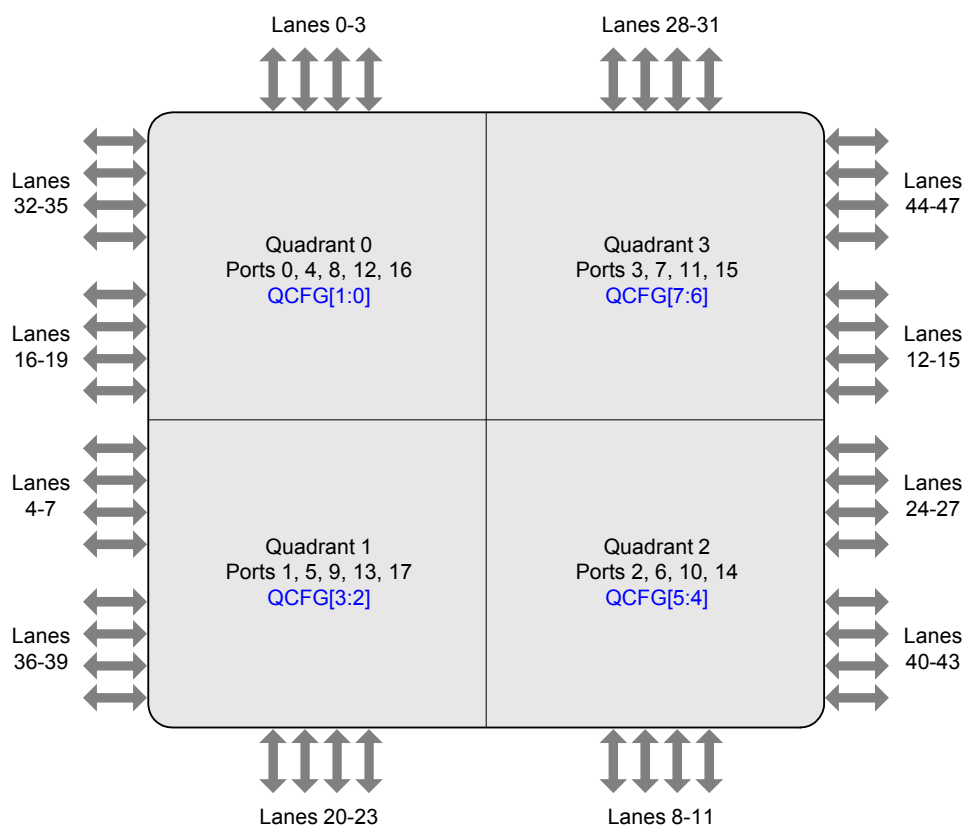 Lanes 0-3
Lanes 28-31
Lanes
32-35
Lanes
44-47
Quadrant 0
Ports 0, 4, 8, 12, 16
QCFG[1:0]
Quadrant 3
Ports 3, 7, 11, 15
QCFG[7:6]
Lanes
16-19
Lanes
12-15
Lanes
4-7
Lanes
24-27
Quadrant 1
Ports 1, 5, 9, 13, 17
QCFG[3:2]
Quadrant 2
Ports 2, 6, 10, 14
QCFG[5:4]
Lanes
36-39
Lanes
40-43
Lanes 20-23
Lanes 8-11